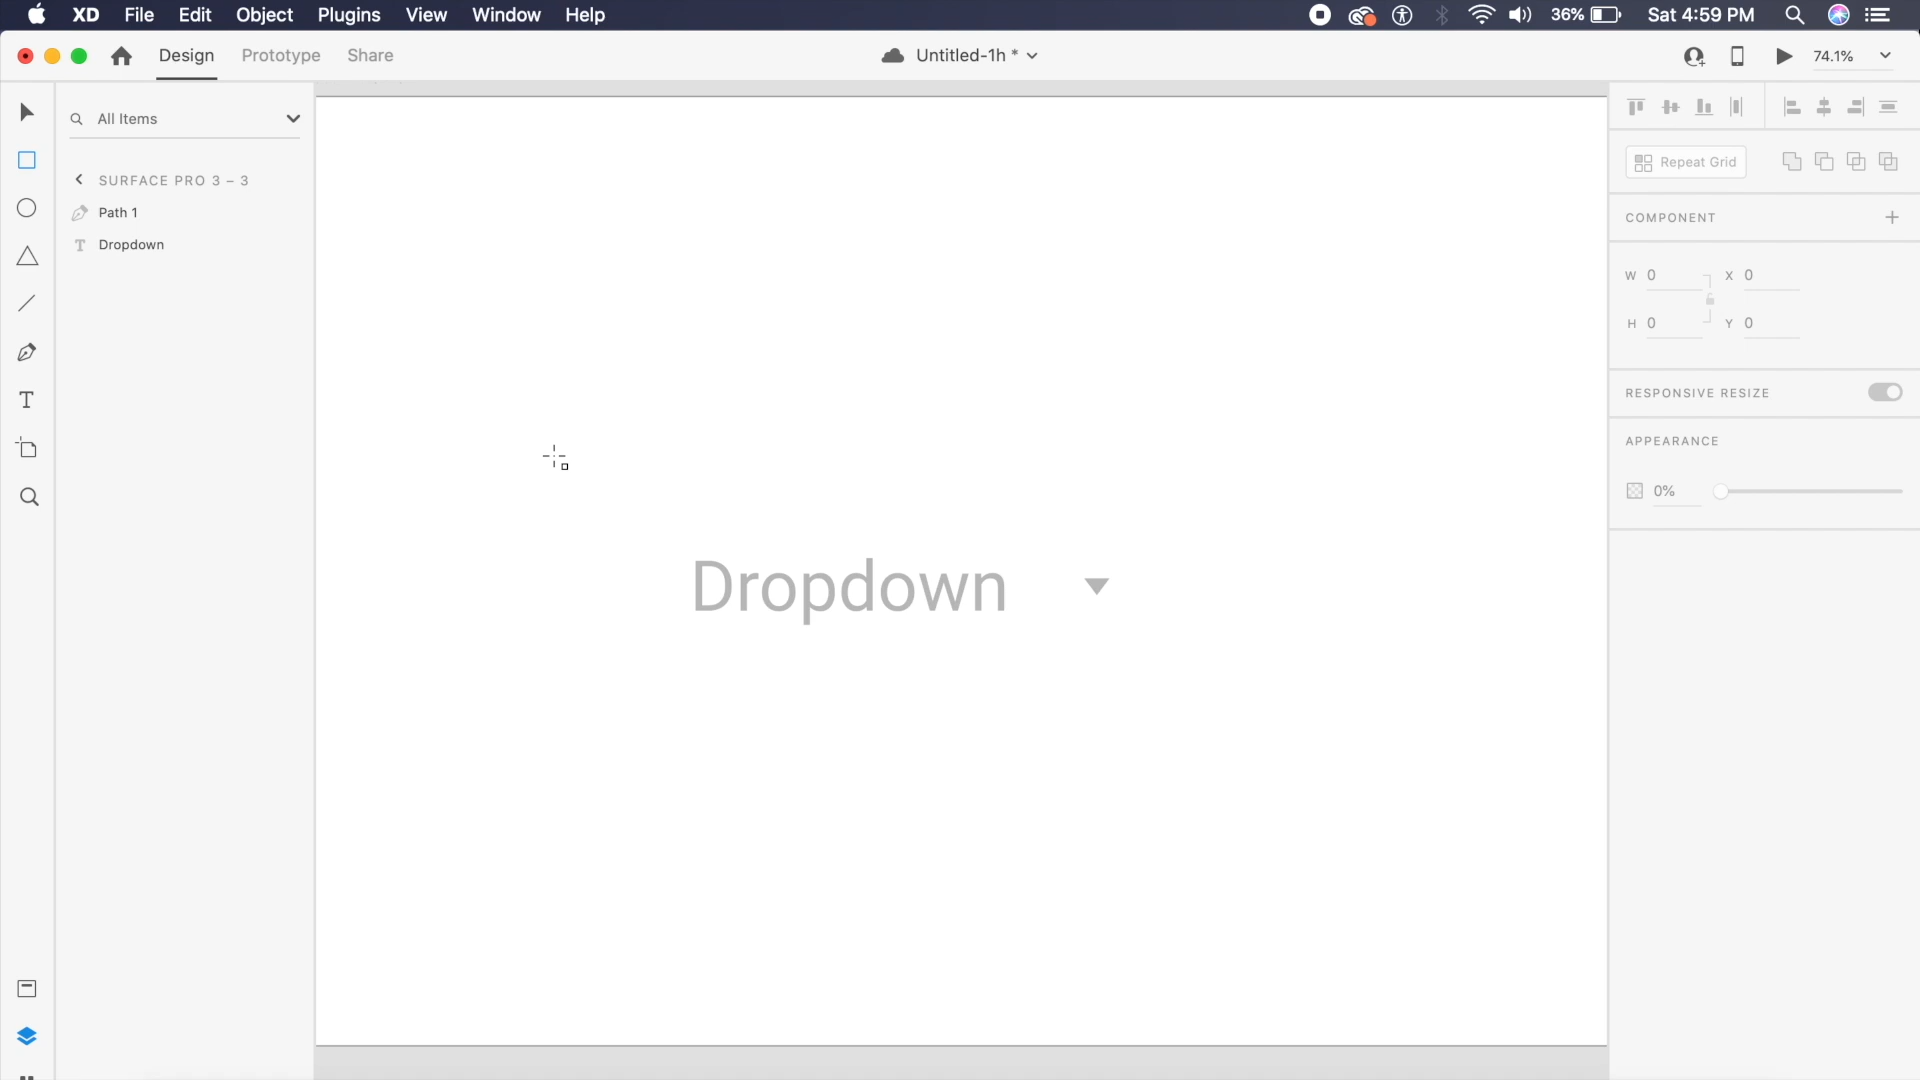 XD File Edit Object Plugins View Window Help 36% Sat 4:59 PM
Design Prototype Share Untitled-1h * 74.1%
All Items
SURFACE PRO 3 – 3
Path 1
T Dropdown
T
Dropdown
Repeat Grid
COMPONENT
W 0 X 0
H 0 Y 0
RESPONSIVE RESIZE
APPEARANCE
0%